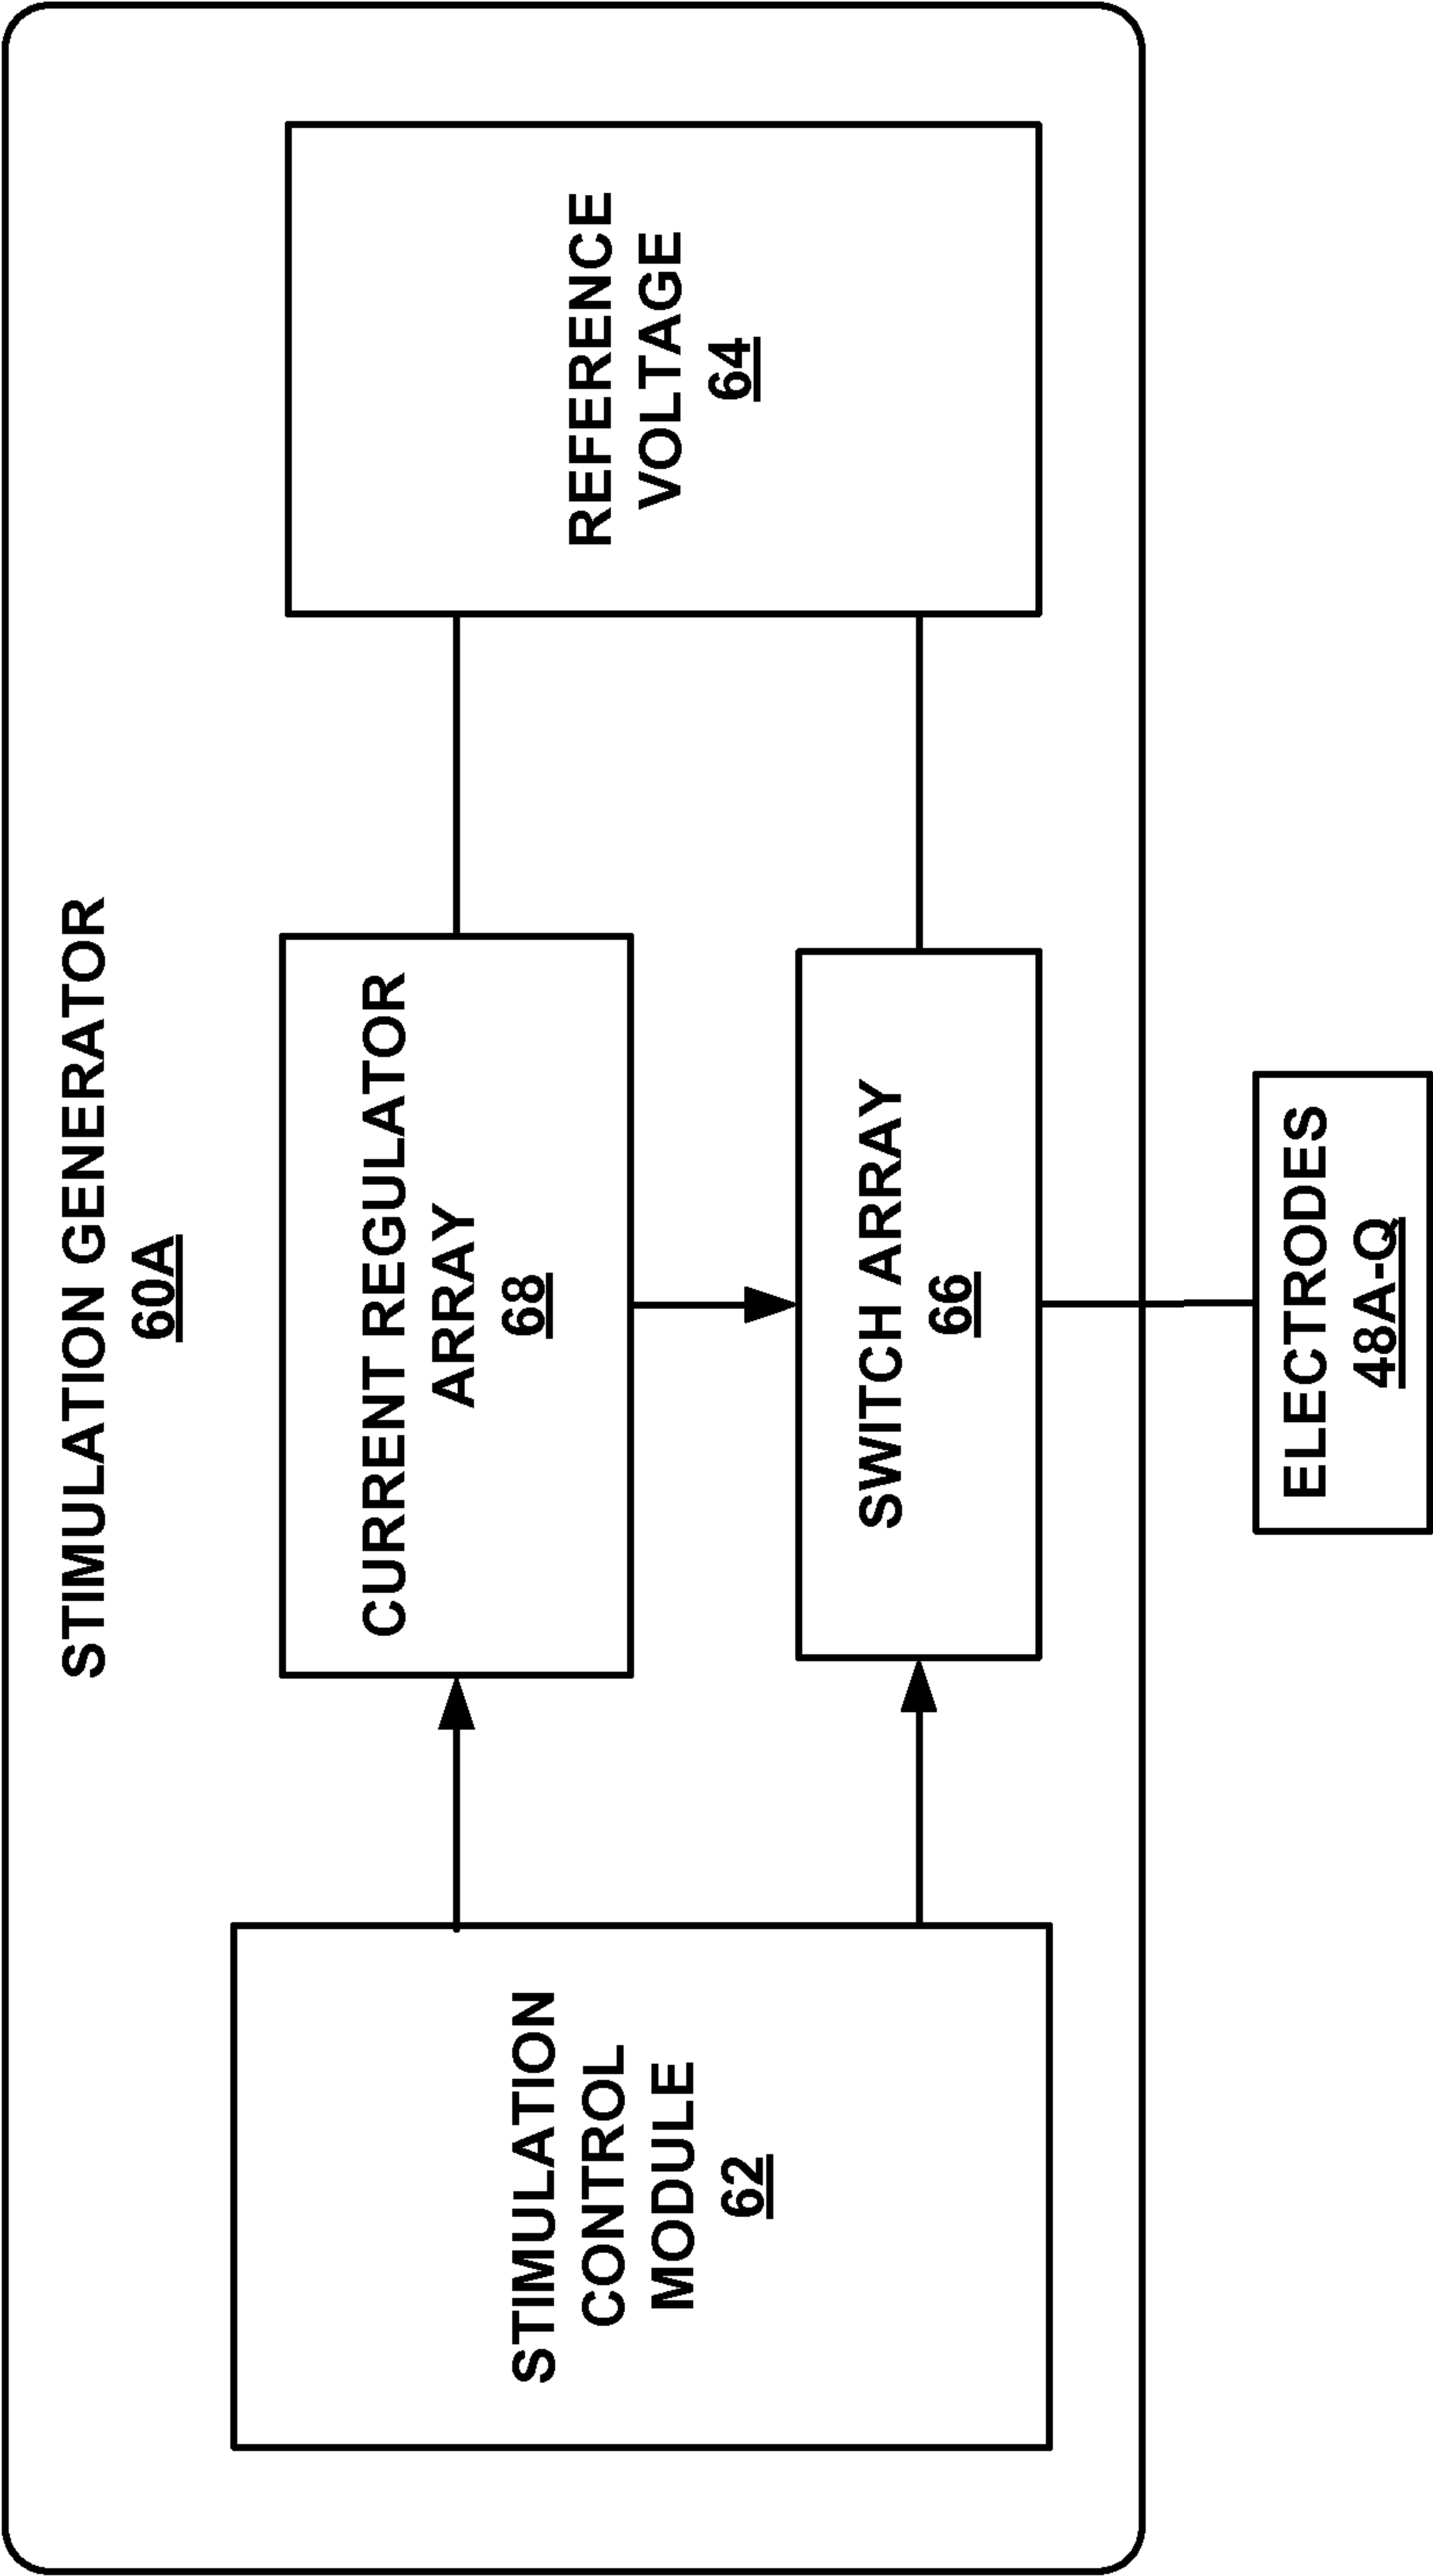 STIMULATION GENERATOR
60A
STIMULATION
CONTROL
MODULE
62
CURRENT REGULATOR
ARRAY
68
REFERENCE
VOLTAGE
64
SWITCH ARRAY
66
ELECTRODES
48A-Q